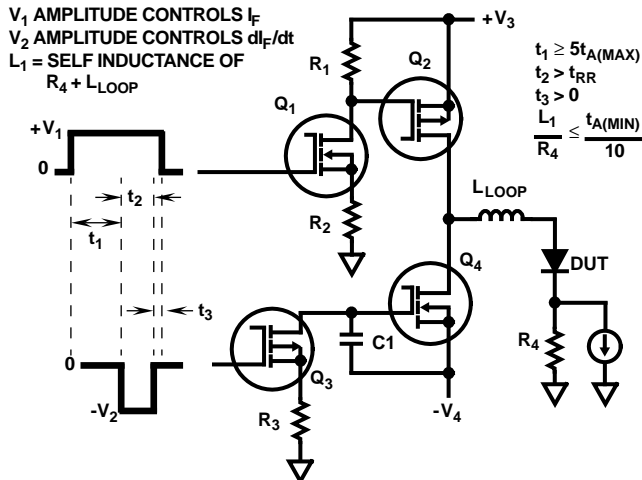 V1 AMPLITUDE CONTROLS IF
V2 AMPLITUDE CONTROLS dIF/dt
L1 = SELF INDUCTANCE OF
R4 + LLOOP
+V3
t1 ≥ 5tA(MAX)
t2 > tRR
t3 > 0
L1/R4 ≤ tA(MIN)/10
R1
Q2
Q1
+V1
0
t2
t1
R2
LLOOP
DUT
Q4
t3
R4
C1
0
Q3
-V2
R3
-V4